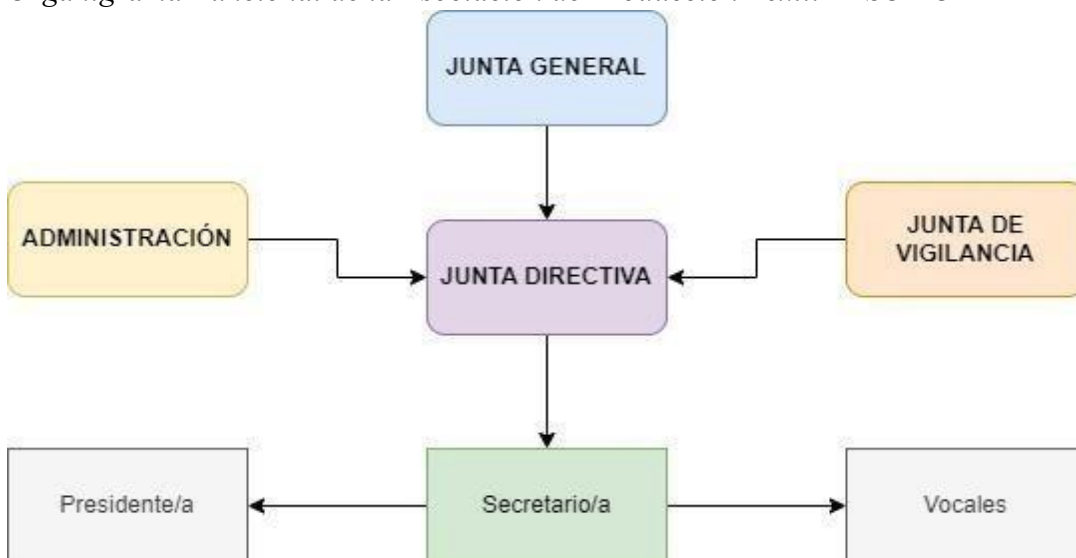 JUNTA GENERAL
ADMINISTRACIÓN
JUNTA DE
VIGILANCIA
JUNTA DIRECTIVA
Presidente/a
Secretario/a
Vocales